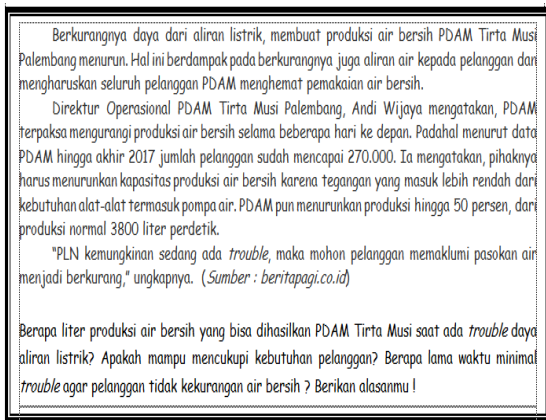 Berkurangnya daya dari aliran listrik, membuat produksi air bersih PDAM Tirta Musi
Palembang menurun. Hal ini berdampak pada berkurangnya juga aliran air kepada pelanggan dan
mengharuskan seluruh pelanggan PDAM menghemat pemakaian air bersih.
Direktur Operasional PDAM Tirta Musi Palembang, Andi Wijaya mengatakan, PDAM
terpaksa mengurangi produksi air bersih selama beberapa hari ke depan. Padahal menurut data
PDAM hingga akhir 2017 jumlah pelanggan sudah mencapai 270.000. Ia mengatakan, pihaknya
harus menurunkan kapasitas produksi air bersih karena tegangan yang masuk lebih rendah dari
kebutuhan alat-alat termasuk pompa air. PDAM pun menurunkan produksi hingga 50 persen, dari
produksi normal 3800 liter perdetik.
"PLN kemungkinan sedang ada trouble, maka mohon pelanggan memaklumi pasokan air
menjadi berkurang," ungkapnya. (Sumber : beritapagi.co.id)
Berapa liter produksi air bersih yang bisa dihasilkan PDAM Tirta Musi saat ada trouble daya
aliran listrik? Apakah mampu mencukupi kebutuhan pelanggan? Berapa lama waktu minimal
trouble agar pelanggan tidak kekurangan air bersih ? Berikan alasanmu !